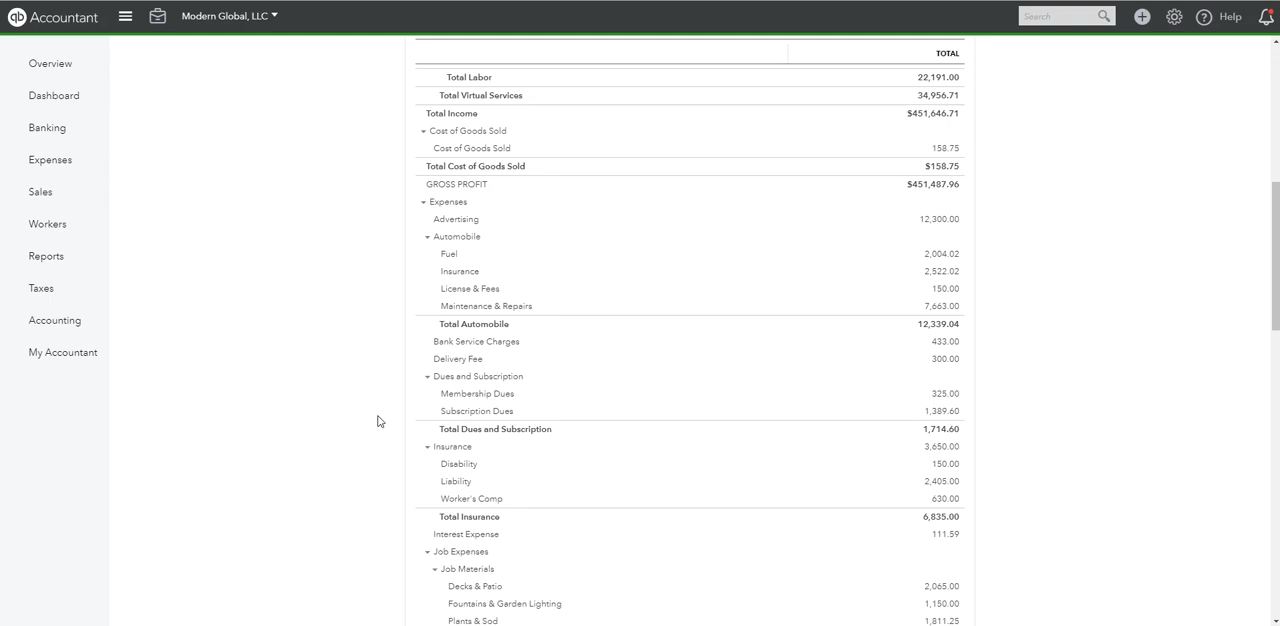 qb Accountant Modern Global, LLC Search Help
Overview
Dashboard
Banking
Expenses
Sales
Workers
Reports
Taxes
Accounting
My Accountant
TOTAL
Total Labor 22,191.00
Total Virtual Services 34,956.71
Total Income $451,646.71
Cost of Goods Sold
Cost of Goods Sold 158.75
Total Cost of Goods Sold $158.75
GROSS PROFIT $451,487.96
Expenses
Advertising 12,300.00
Automobile
Fuel 2,004.02
Insurance 2,522.02
License & Fees 150.00
Maintenance & Repairs 7,663.00
Total Automobile 12,339.04
Bank Service Charges 433.00
Delivery Fee 300.00
Dues and Subscription
Membership Dues 325.00
Subscription Dues 1,389.60
Total Dues and Subscription 1,714.60
Insurance 3,650.00
Disability 150.00
Liability 2,405.00
Worker's Comp 630.00
Total Insurance 6,835.00
Interest Expense 111.59
Job Expenses
Job Materials
Decks & Patio 2,065.00
Fountains & Garden Lighting 1,150.00
Plants & Sod 1,811.25